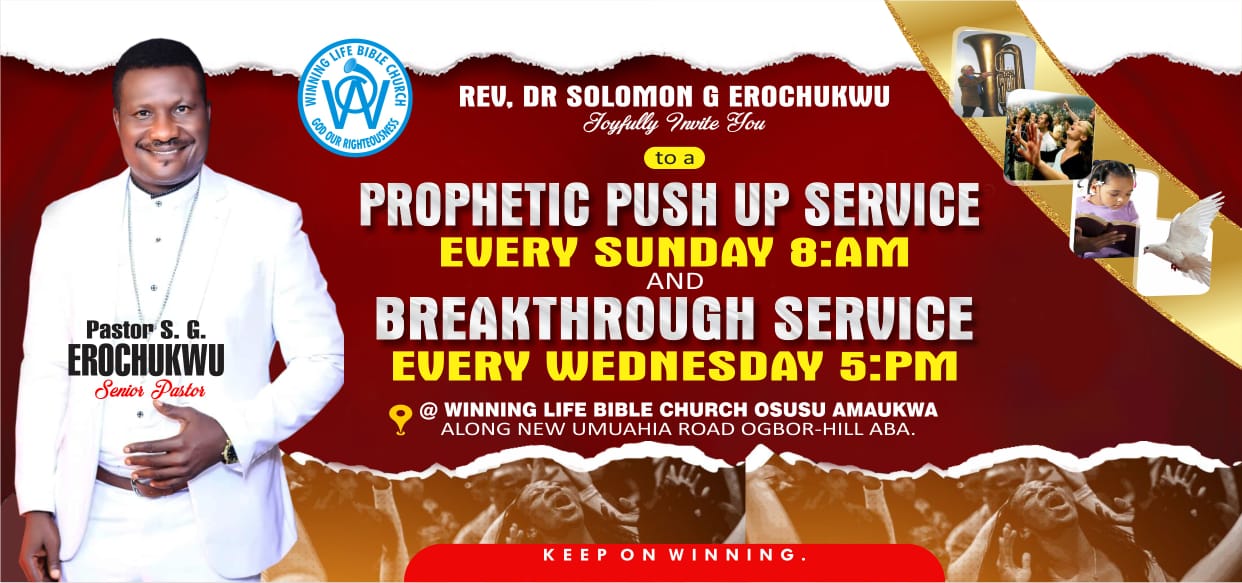 WINNING LIFE BIBLE CHURCH
GOD OUR RIGHTEOUSNESS
REV, DR SOLOMON G EROCHUKWU
Joyfully Invite You
to a
PROPHETIC PUSH UP SERVICE
EVERY SUNDAY 8:AM
AND
BREAKTHROUGH SERVICE
EVERY WEDNESDAY 5:PM
@ WINNING LIFE BIBLE CHURCH OSUSU AMAUKWA
ALONG NEW UMUAHIA ROAD OGBOR-HILL ABA.
Pastor S. G.
EROCHUKWU
Senior Pastor
KEEP ON WINNING.